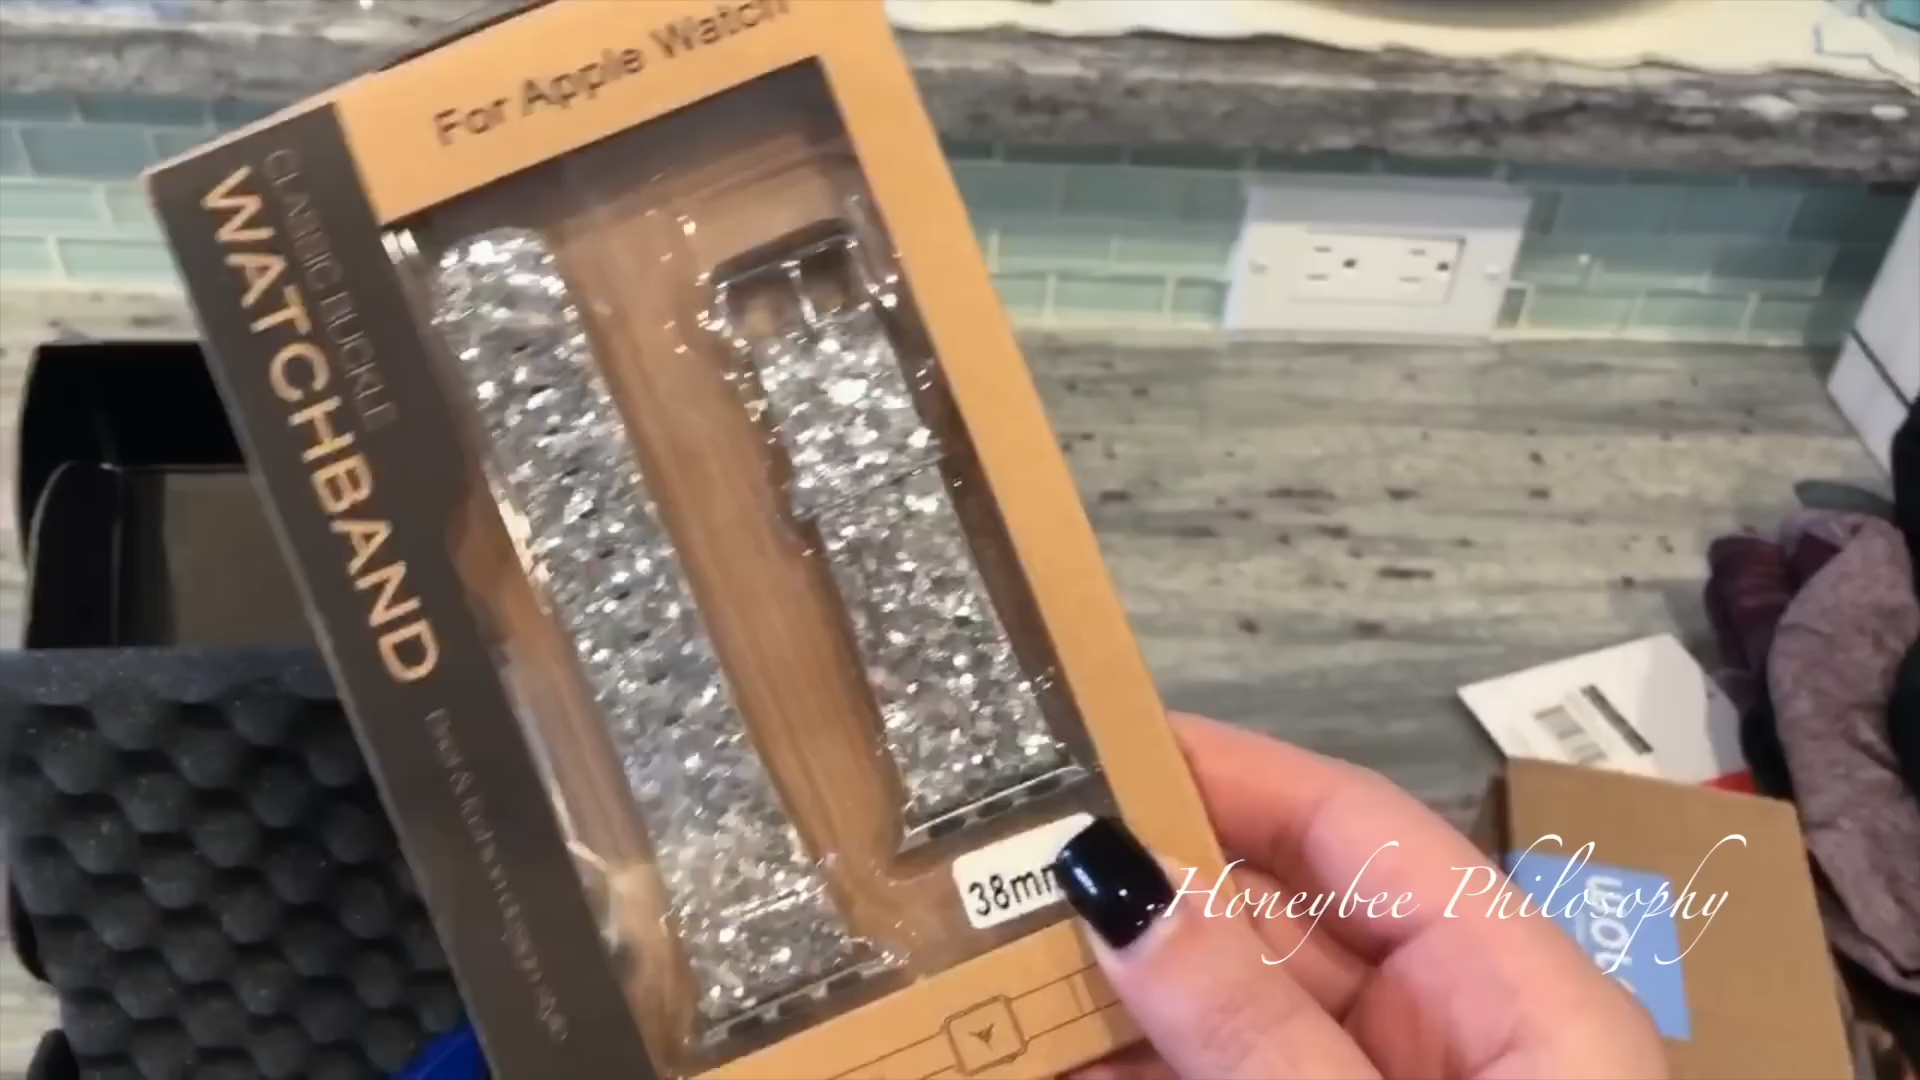 For Apple Watch
CLASSIC BUCKLE
WATCHBAND
38mm
Honeybee Philosophy